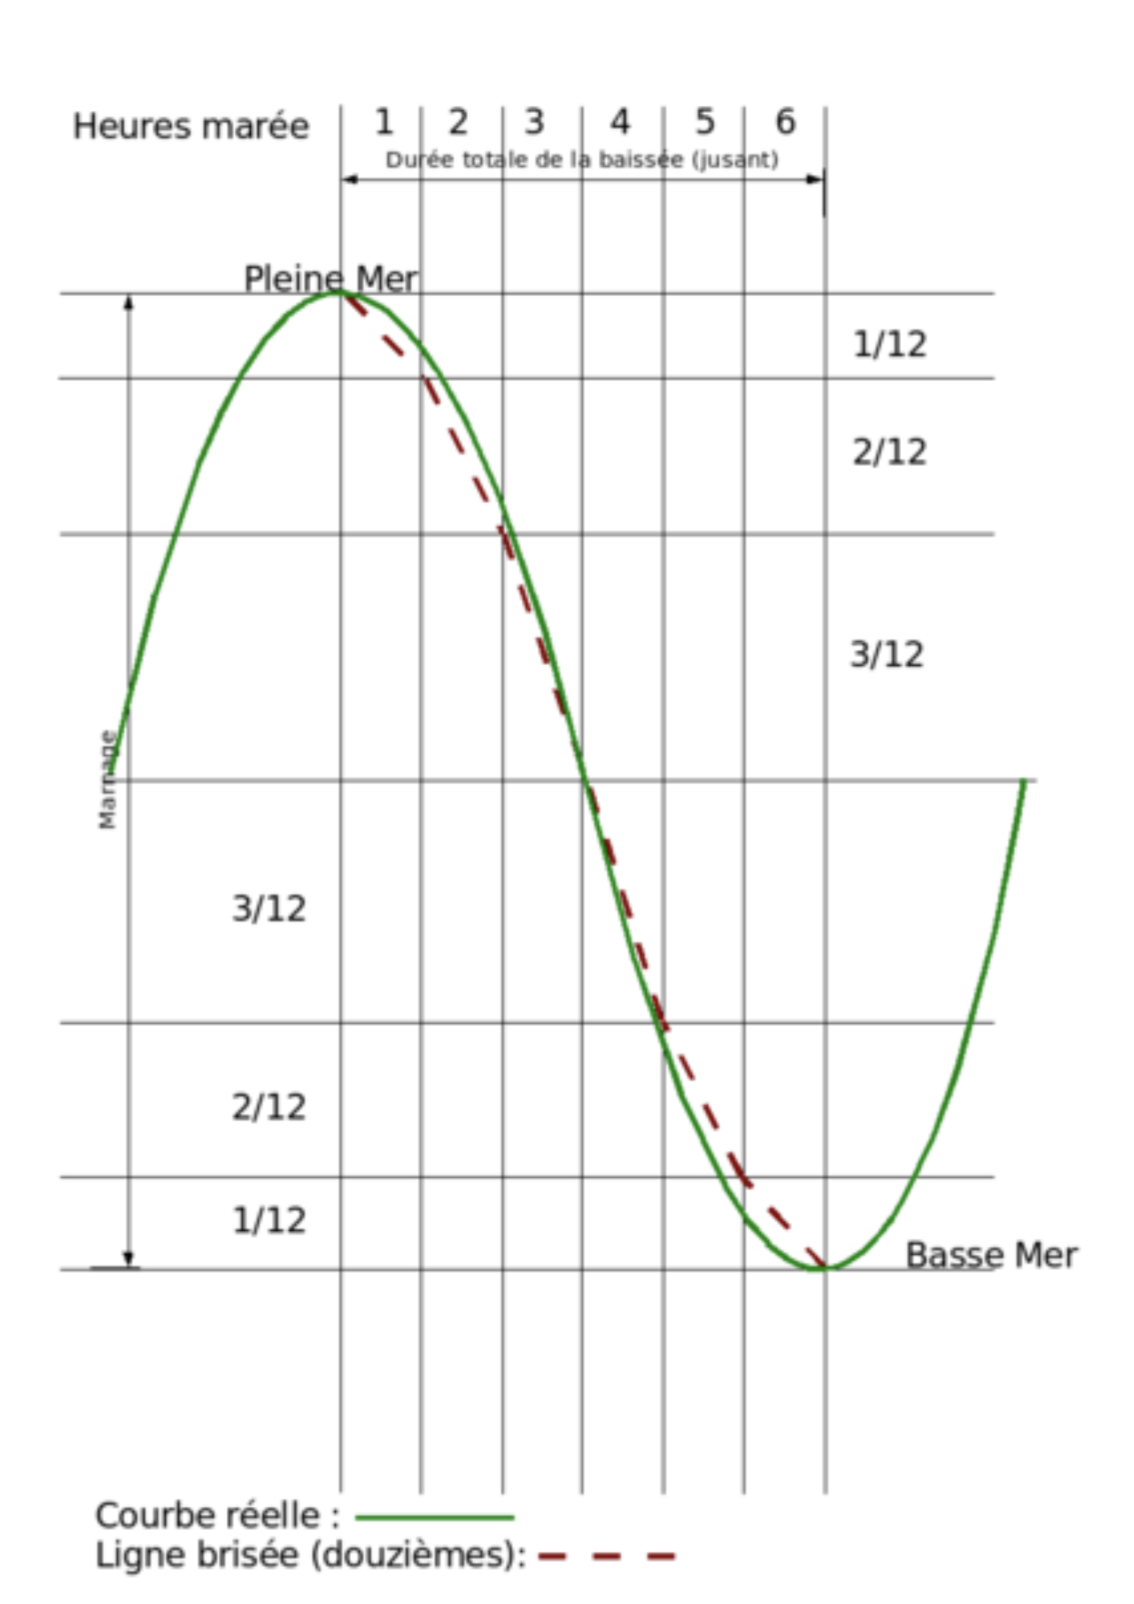 Heures marée 1 2 3 4 5 6
Durée totale de la baissée (jusant)
Pleine Mer
1/12
2/12
3/12
Marnage
3/12
2/12
1/12
Basse Mer
Courbe réelle :
Ligne brisée (douzièmes):